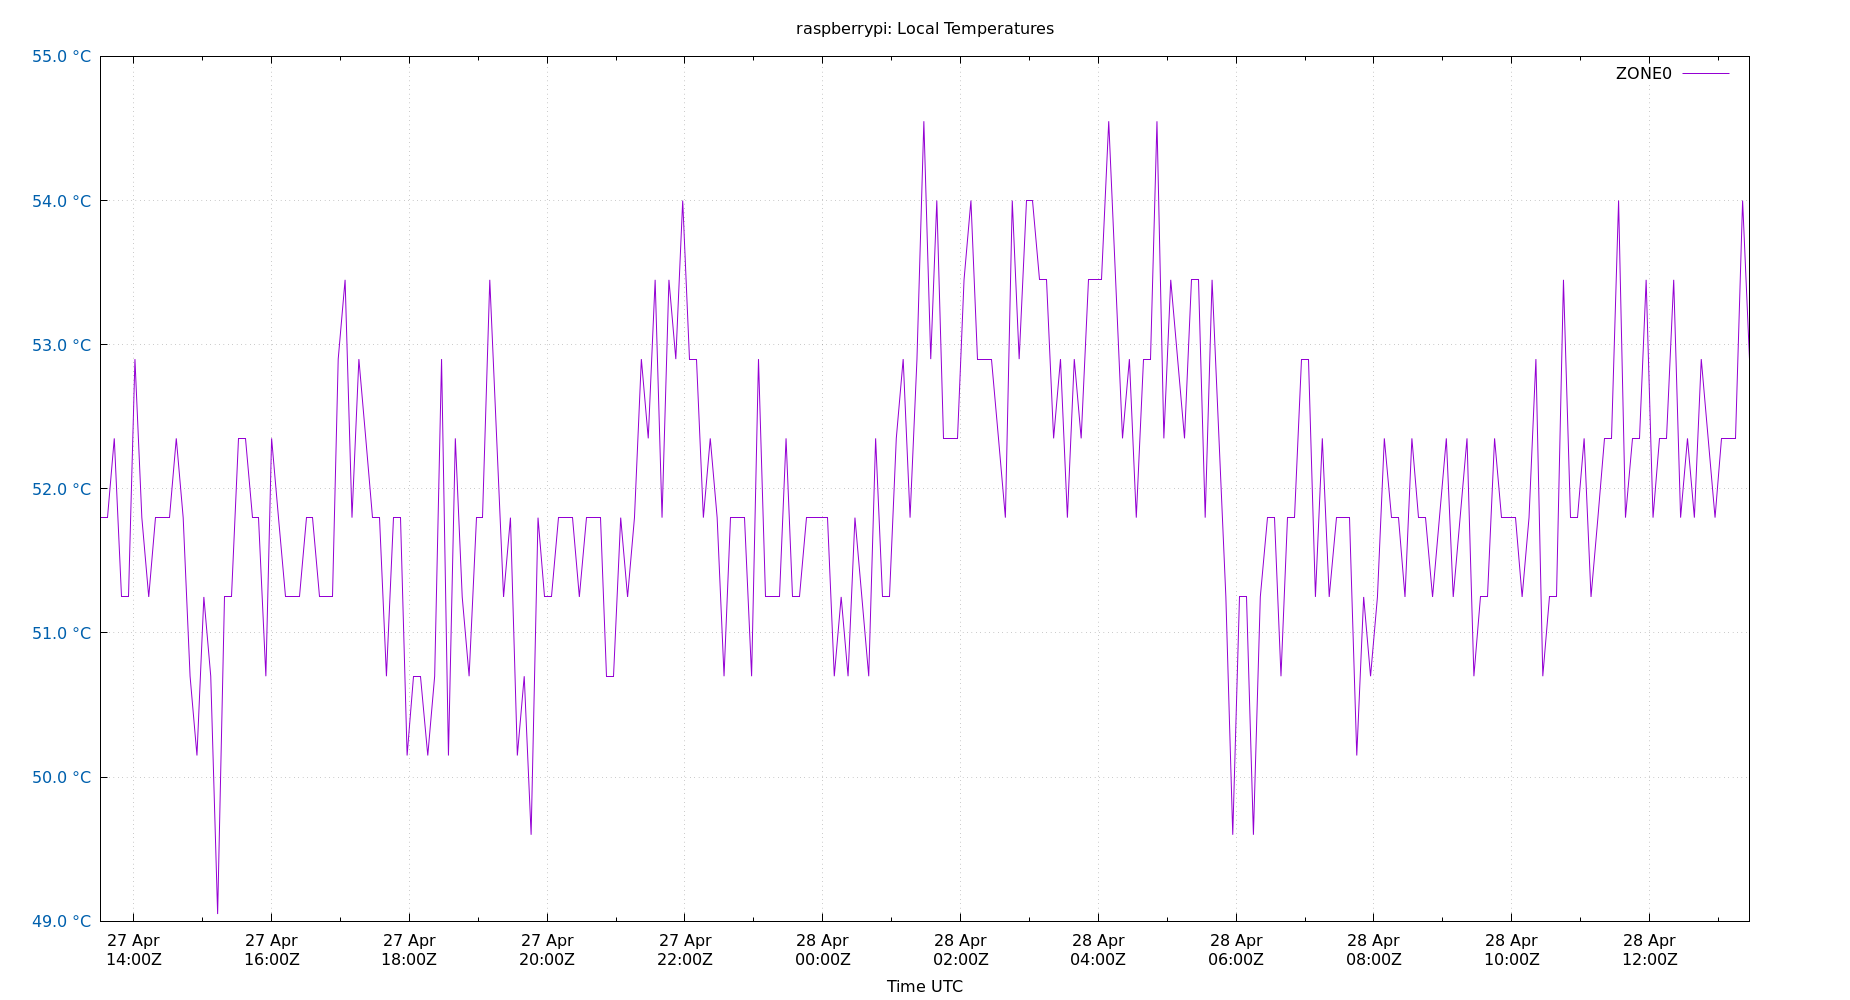 raspberrypi: Local Temperatures
55.0 °C
ZONE0
54.0 °C
53.0 °C
52.0 °C
51.0 °C
50.0 °C
49.0 °C
27 Apr 27 Apr 27 Apr 27 Apr 27 Apr 28 Apr 28 Apr 28 Apr 28 Apr 28 Apr 28 Apr 28 Apr
14:00Z 16:00Z 18:00Z 20:00Z 22:00Z 00:00Z 02:00Z 04:00Z 06:00Z 08:00Z 10:00Z 12:00Z
Time UTC